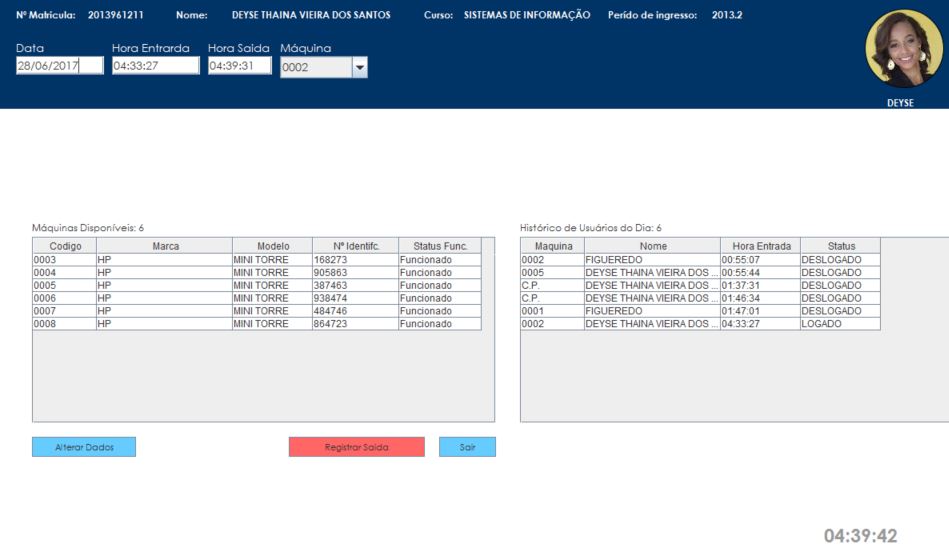 Nº Matricula: 2013961211 Nome: DEYSE THAINA VIEIRA DOS SANTOS Curso: SISTEMAS DE INFORMAÇÃO Perído de ingresso: 2013.2
Data Hora Entrarda Hora Saída Máquina
28/06/2017 04:33:27 04:39:31 0002
DEYSE
Máquinas Disponíveis: 6
Codigo Marca Modelo Nº Identifc. Status Func.
0003 HP MINI TORRE 168273 Funcionado
0004 HP MINI TORRE 905863 Funcionado
0005 HP MINI TORRE 387463 Funcionado
0006 HP MINI TORRE 938474 Funcionado
0007 HP MINI TORRE 484746 Funcionado
0008 HP MINI TORRE 864723 Funcionado
Histórico de Usuários do Dia: 6
Maquina Nome Hora Entrada Status
0002 FIGUEREDO 00:55:07 DESLOGADO
0005 DEYSE THAINA VIEIRA DOS ... 00:55:44 DESLOGADO
C.P. DEYSE THAINA VIEIRA DOS ... 01:37:31 DESLOGADO
C.P. DEYSE THAINA VIEIRA DOS ... 01:46:34 DESLOGADO
0001 FIGUEREDO 01:47:01 DESLOGADO
0002 DEYSE THAINA VIEIRA DOS ... 04:33:27 LOGADO
Alterar Dados Registrar Saída Sair
04:39:42